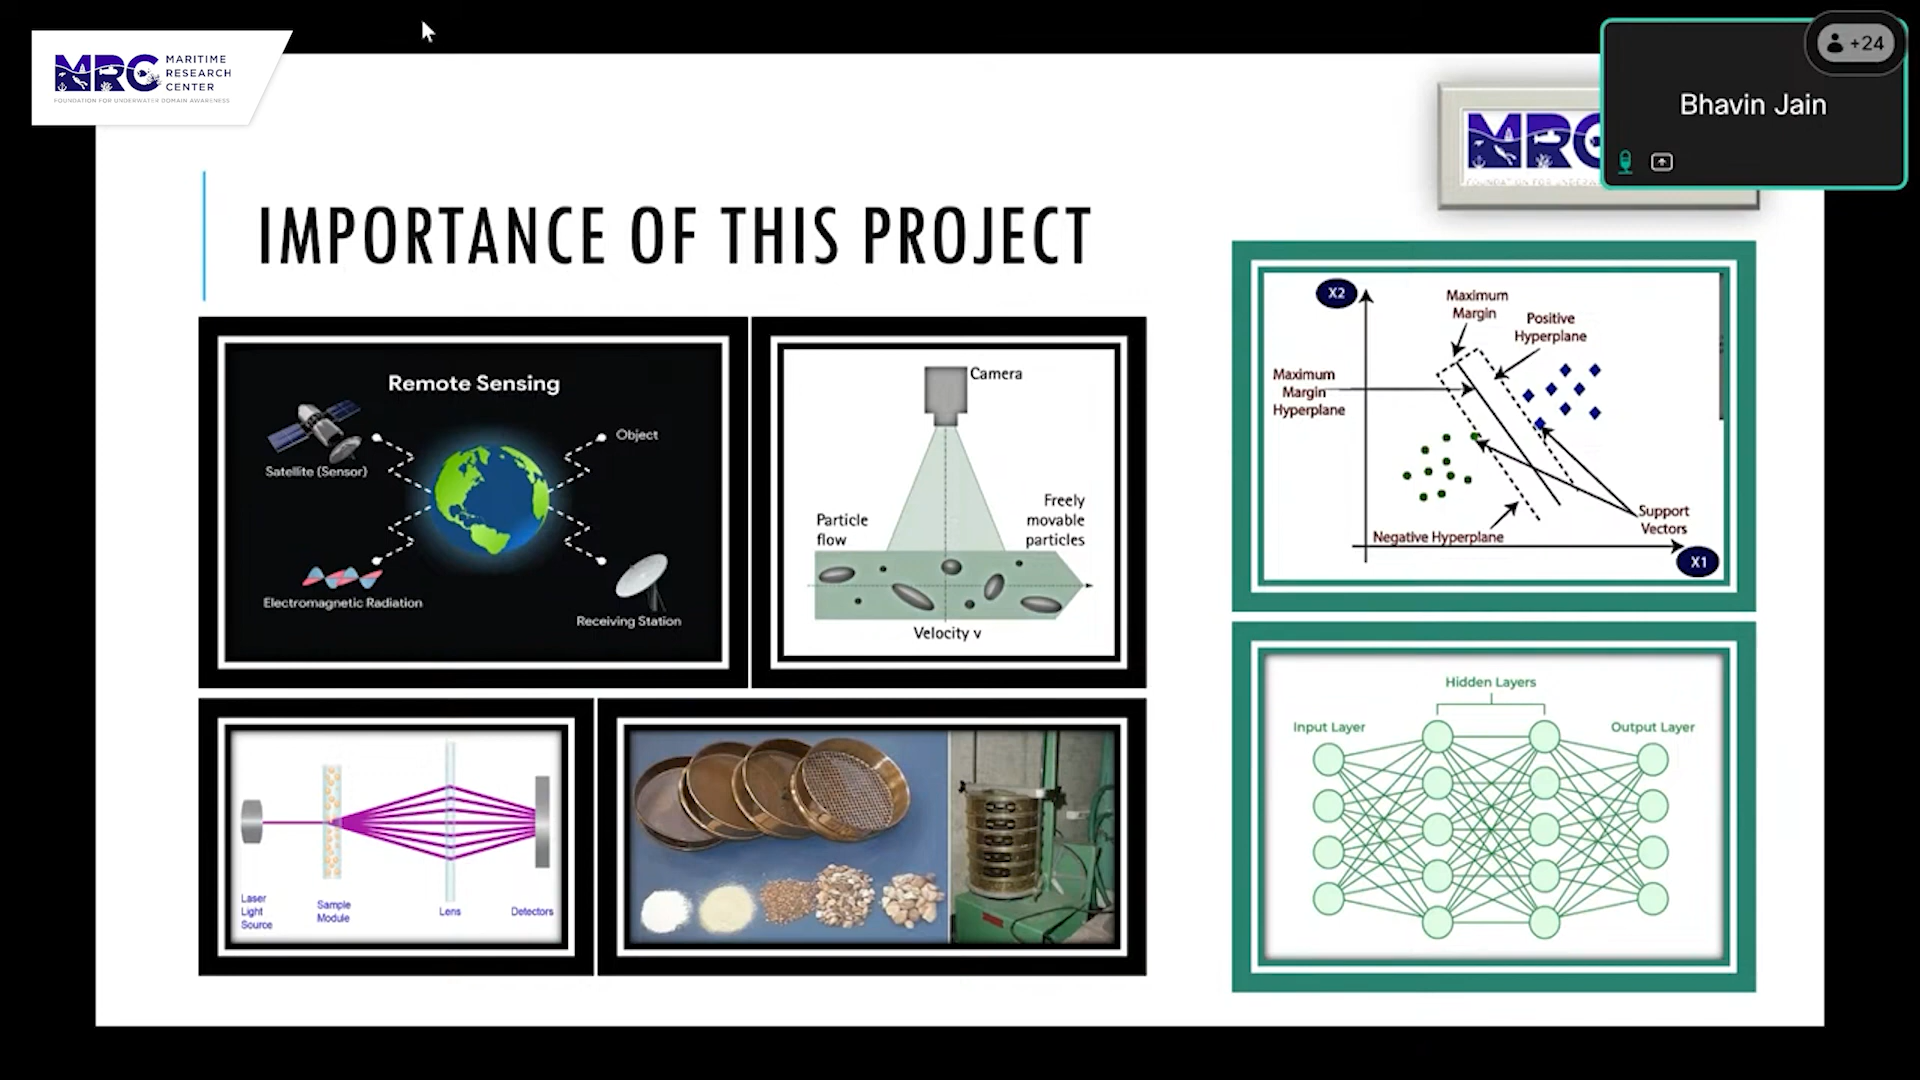 MRC MARITIME
RESEARCH
CENTER
FOUNDATION FOR UNDERWATER DOMAIN AWARENESS
+24
Bhavin Jain
MRC
IMPORTANCE OF THIS PROJECT
Remote Sensing
Satellite (Sensor)
Object
Electromagnetic Radiation
Receiving Station
Camera
Particle
flow
Freely
movable
particles
Velocity v
X2
Maximum
Margin
Positive
Hyperplane
Maximum
Margin
Hyperplane
Support
Vectors
Negative Hyperplane
X1
Laser
Light
Source
Sample
Module
Lens
Detectors
Hidden Layers
Input Layer
Output Layer